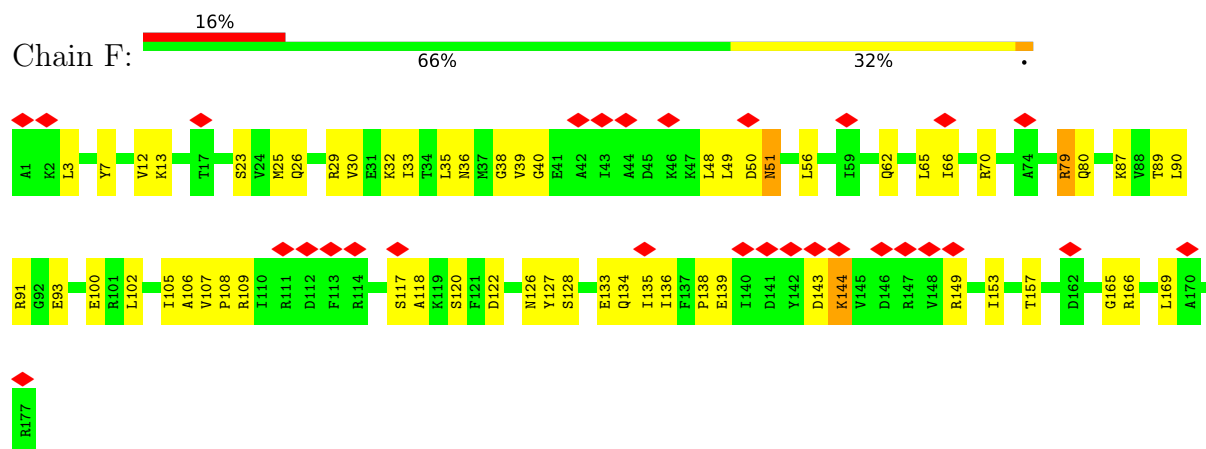 16%
Chain F:
66% 32% •
A1 K2 L3 Y7 V12 K13 T17 S23 V24 M25 Q26 R29 V30 E31 K32 I33 T34 L35 N36 M37 G38 V39 G40 E41 A42 I43 A44 D45 K46 K47 L48 L49 D50 N51 L56 I59 Q62 L65 I66 R70 A74 R79 Q80 K87 V88 T89 L90
R91 G92 E93 E100 R101 L102 I105 A106 V107 P108 R109 I110 R111 D112 F113 R114 S117 A118 K119 S120 F121 D122 N126 Y127 S128 E133 Q134 I135 I136 F137 P138 E139 I140 D141 Y142 D143 K144 V145 D146 R147 V148 R149 I153 T157 D162 G165 R166 L169 A170
R177